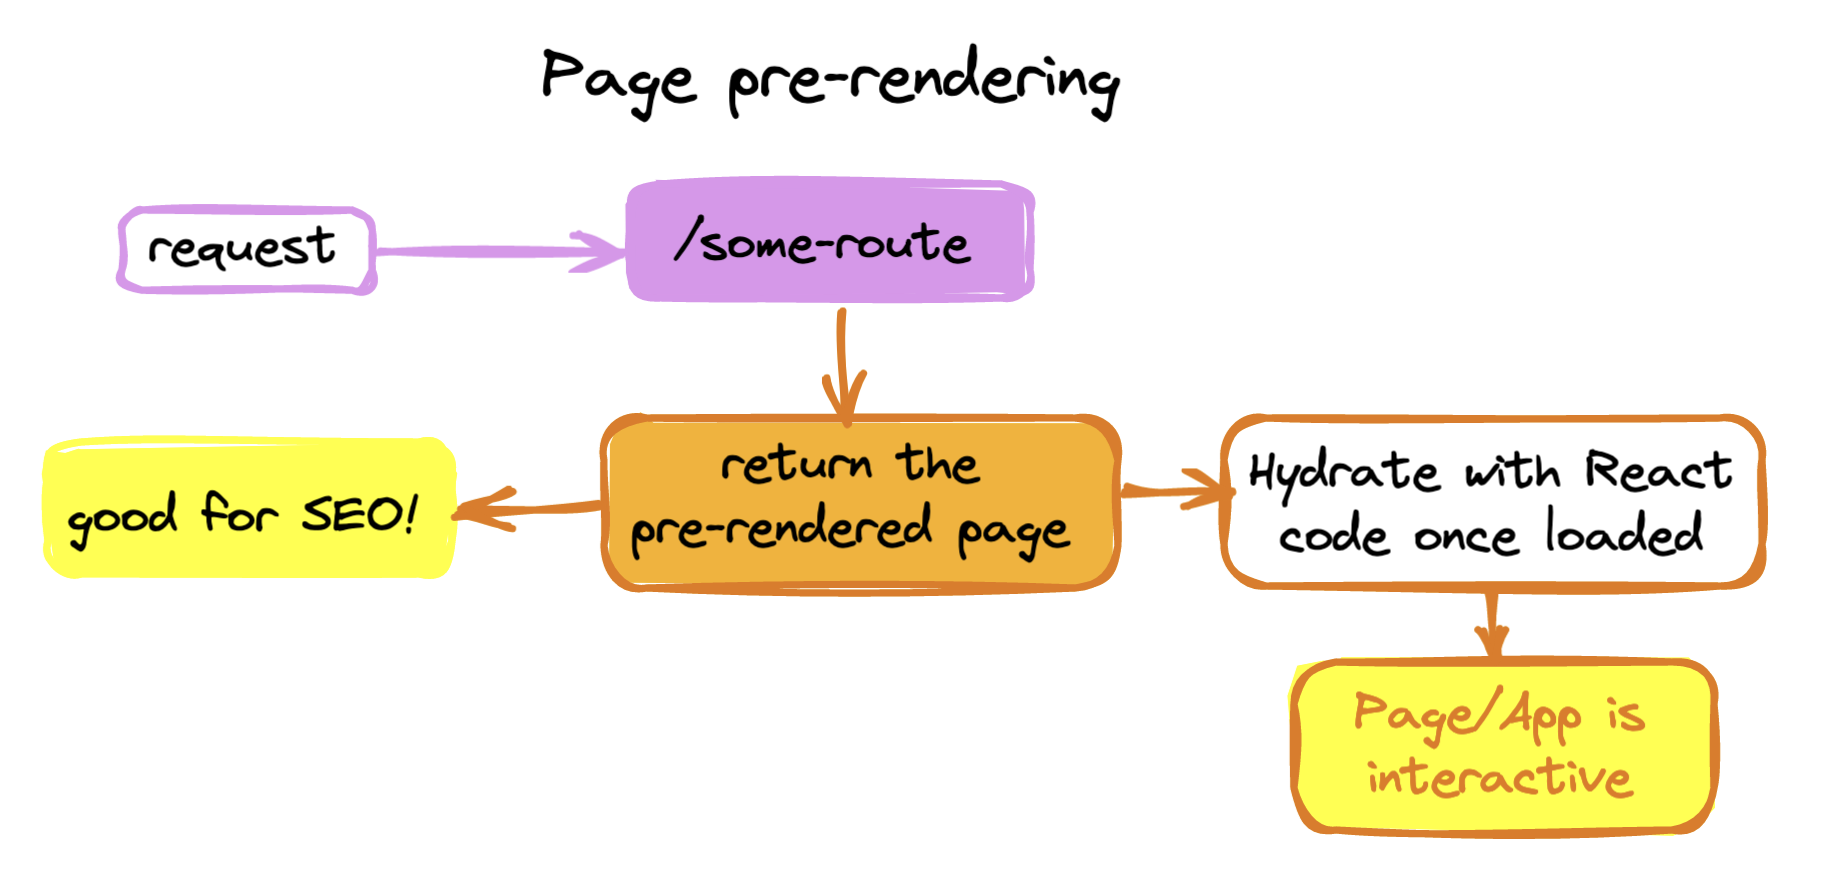 Page pre-rendering
request
/some-route
good for SEO!
return the
pre-rendered page
Hydrate with React
code once loaded
Page/App is
interactive